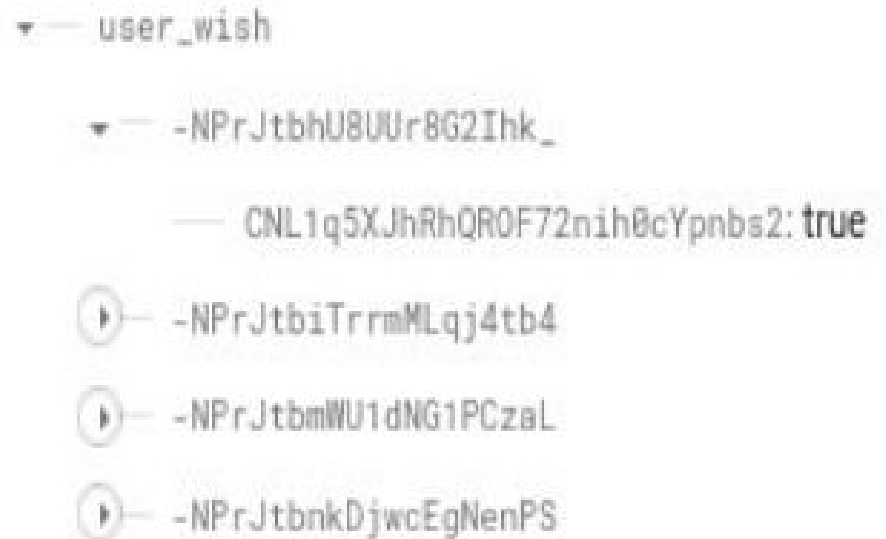 user_wish
-NPrJtbhU8UUr8G2Ihk_
CNL1q5XJhRhQROF72nih0cYpnbs2: true
-NPrJtbiTrrmMLqj4tb4
-NPrJtbmWU1dNG1PCzaL
-NPrJtbnkDjwcEgNenPS